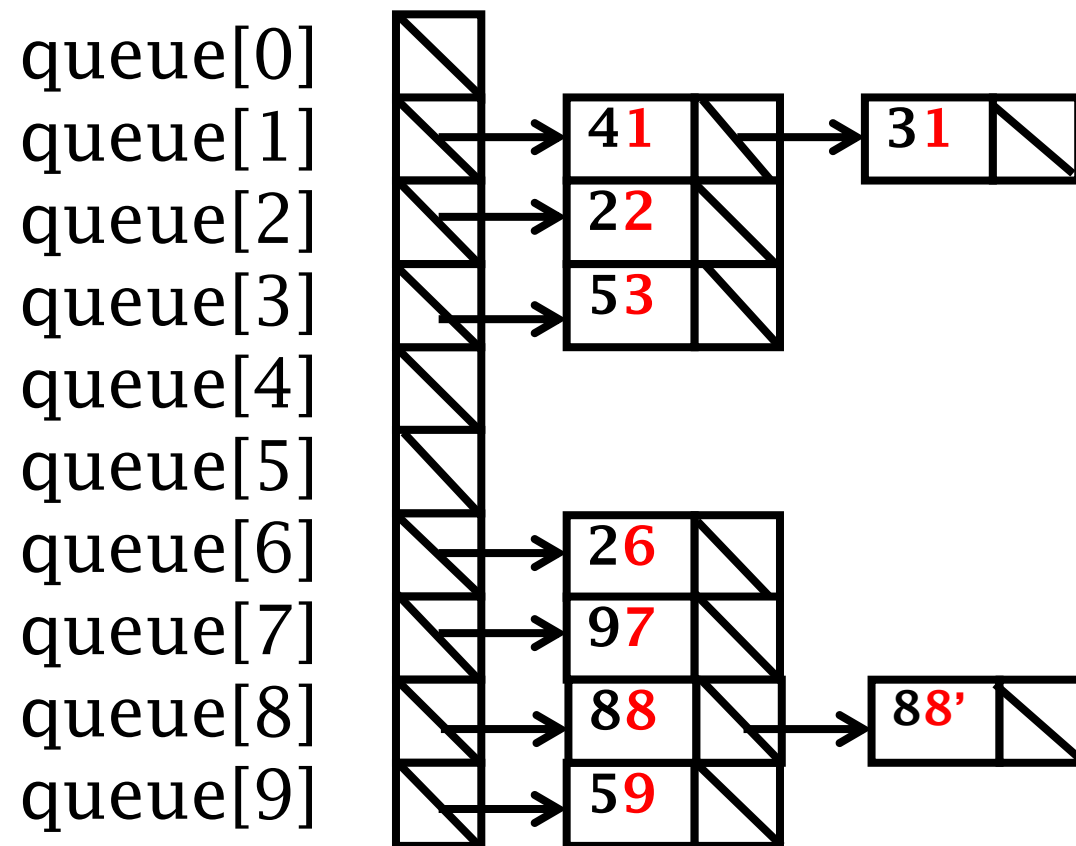 queue[0]
queue[1] 41 31
queue[2] 22
queue[3] 53
queue[4]
queue[5]
queue[6] 26
queue[7] 97
queue[8] 88 88’
queue[9] 59